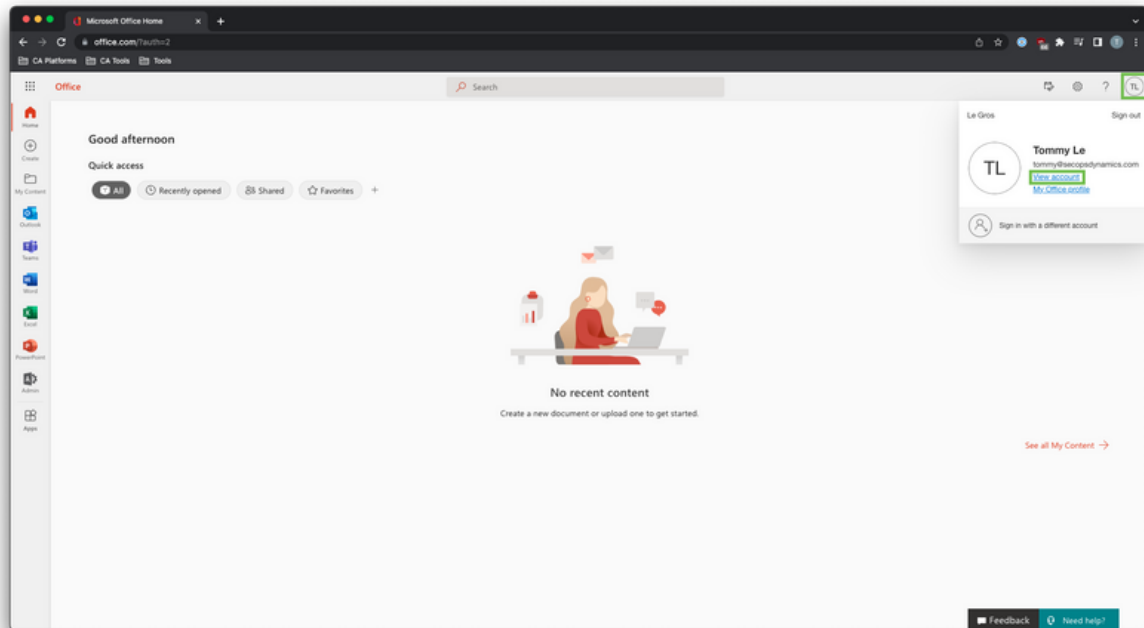 Microsoft Office Home
office.com/?auth=2
CA Platforms CA Tools Tools
Office
Search
? TL
Home
Create
My Content
Outlook
Teams
Word
Excel
PowerPoint
Admin
Apps
Good afternoon
Quick access
All Recently opened Shared Favorites +
No recent content
Create a new document or upload one to get started.
See all My Content →
Le Gros Sign out
TL
Tommy Le
tommy@secopsdynamics.com
View account
My Office profile
Sign in with a different account
Feedback Need help?